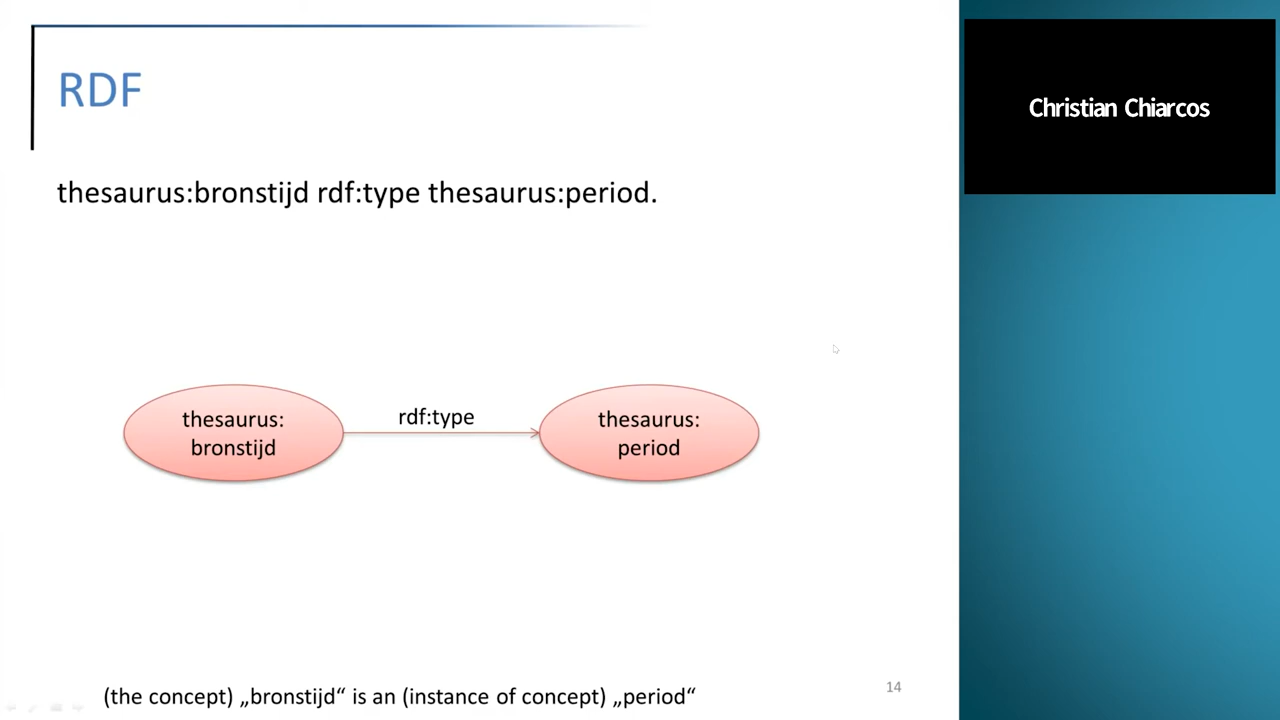 RDF
Christian Chiarcos
thesaurus:bronstijd rdf:type thesaurus:period.
thesaurus:
bronstijd
rdf:type
thesaurus:
period
(the concept) „bronstijd“ is an (instance of concept) „period“
14